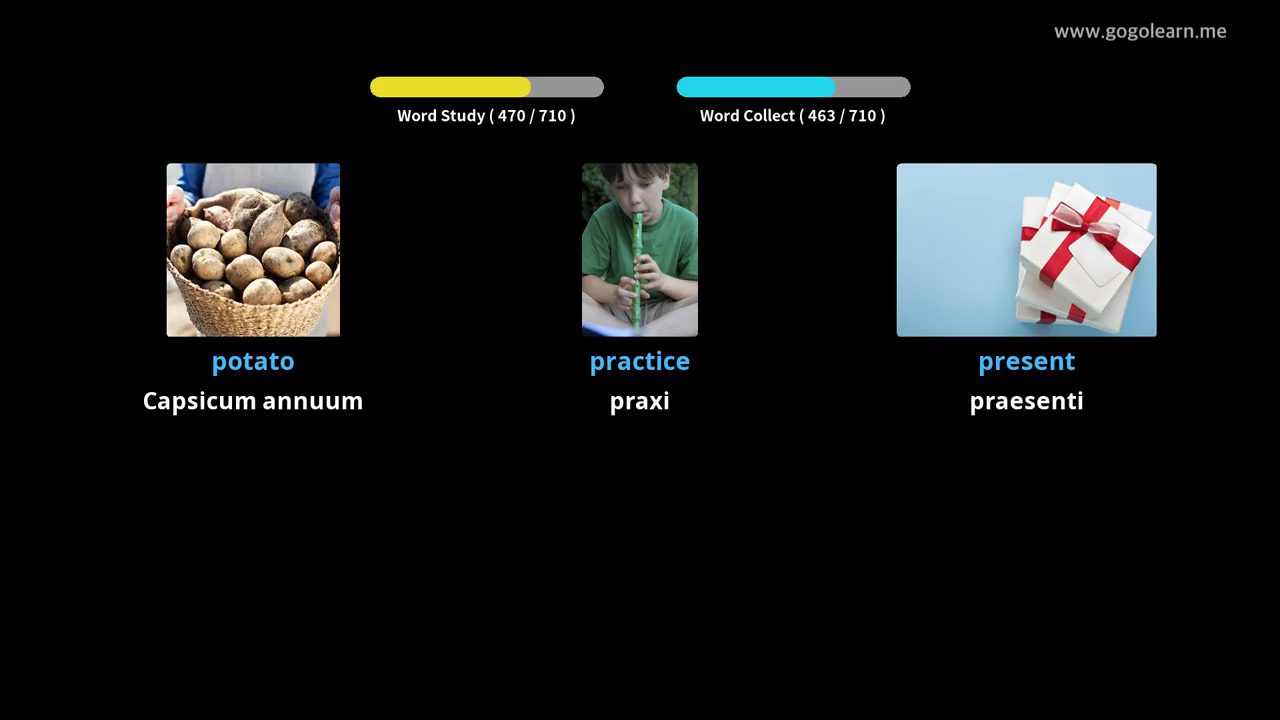 www.gogolearn.me
Word Study ( 470 / 710 )
Word Collect ( 463 / 710 )
potato
practice
present
Capsicum annuum
praxi
praesenti